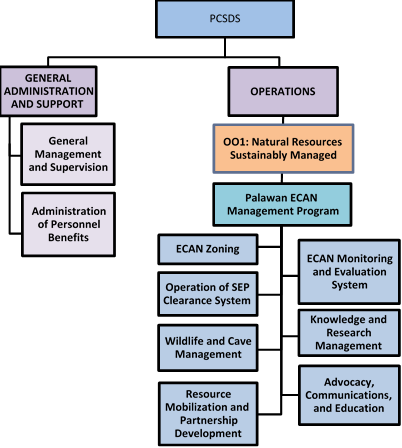 PCSDS
GENERAL
ADMINISTRATION
AND SUPPORT
General
Management
and Supervision
Administration
of Personnel
Benefits
OPERATIONS
OO1: Natural Resources
Sustainably Managed
Palawan ECAN
Management Program
ECAN Zoning
Operation of SEP
Clearance System
Wildlife and Cave
Management
Resource
Mobilization and
Partnership
Development
ECAN Monitoring
and Evaluation
System
Knowledge and
Research
Management
Advocacy,
Communications,
and Education